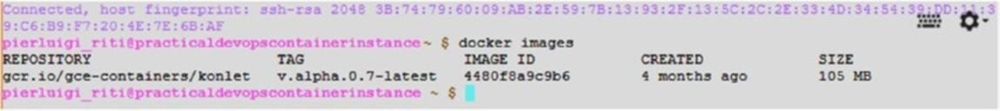 Connected, host fingerprint: ssh-rsa 2048 3B:74:79:60:09:AB:2E:59:7B:13:93:2F:13:5C:2C:2E:33:4D:34:54:39:DD:11:3
9:C6:B9:F7:20:4E:7E:6B:AF
pierluigi_riti@practicaldevopscontainerinstance ~ $ docker images
REPOSITORY TAG IMAGE ID CREATED SIZE
gcr.io/gce-containers/konlet v.alpha.0.7-latest 4480f8a9c9b6 4 months ago 105 MB
pierluigi_riti@practicaldevopscontainerinstance ~ $